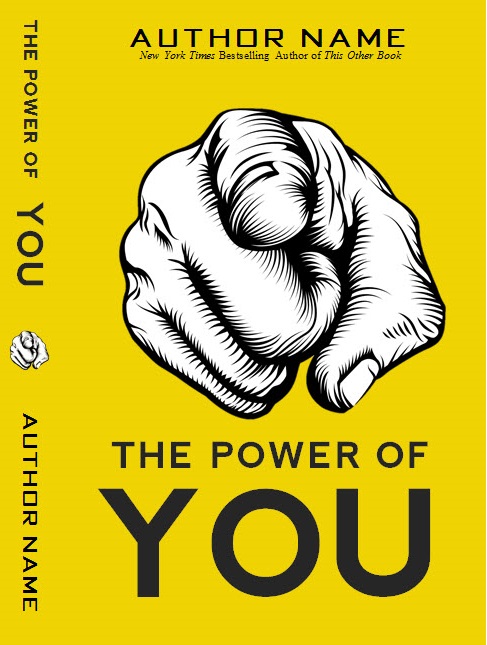 AUTHOR NAME
New York Times Bestselling Author of This Other Book
THE POWER OF
YOU
THE POWER OF YOU
AUTHOR NAME